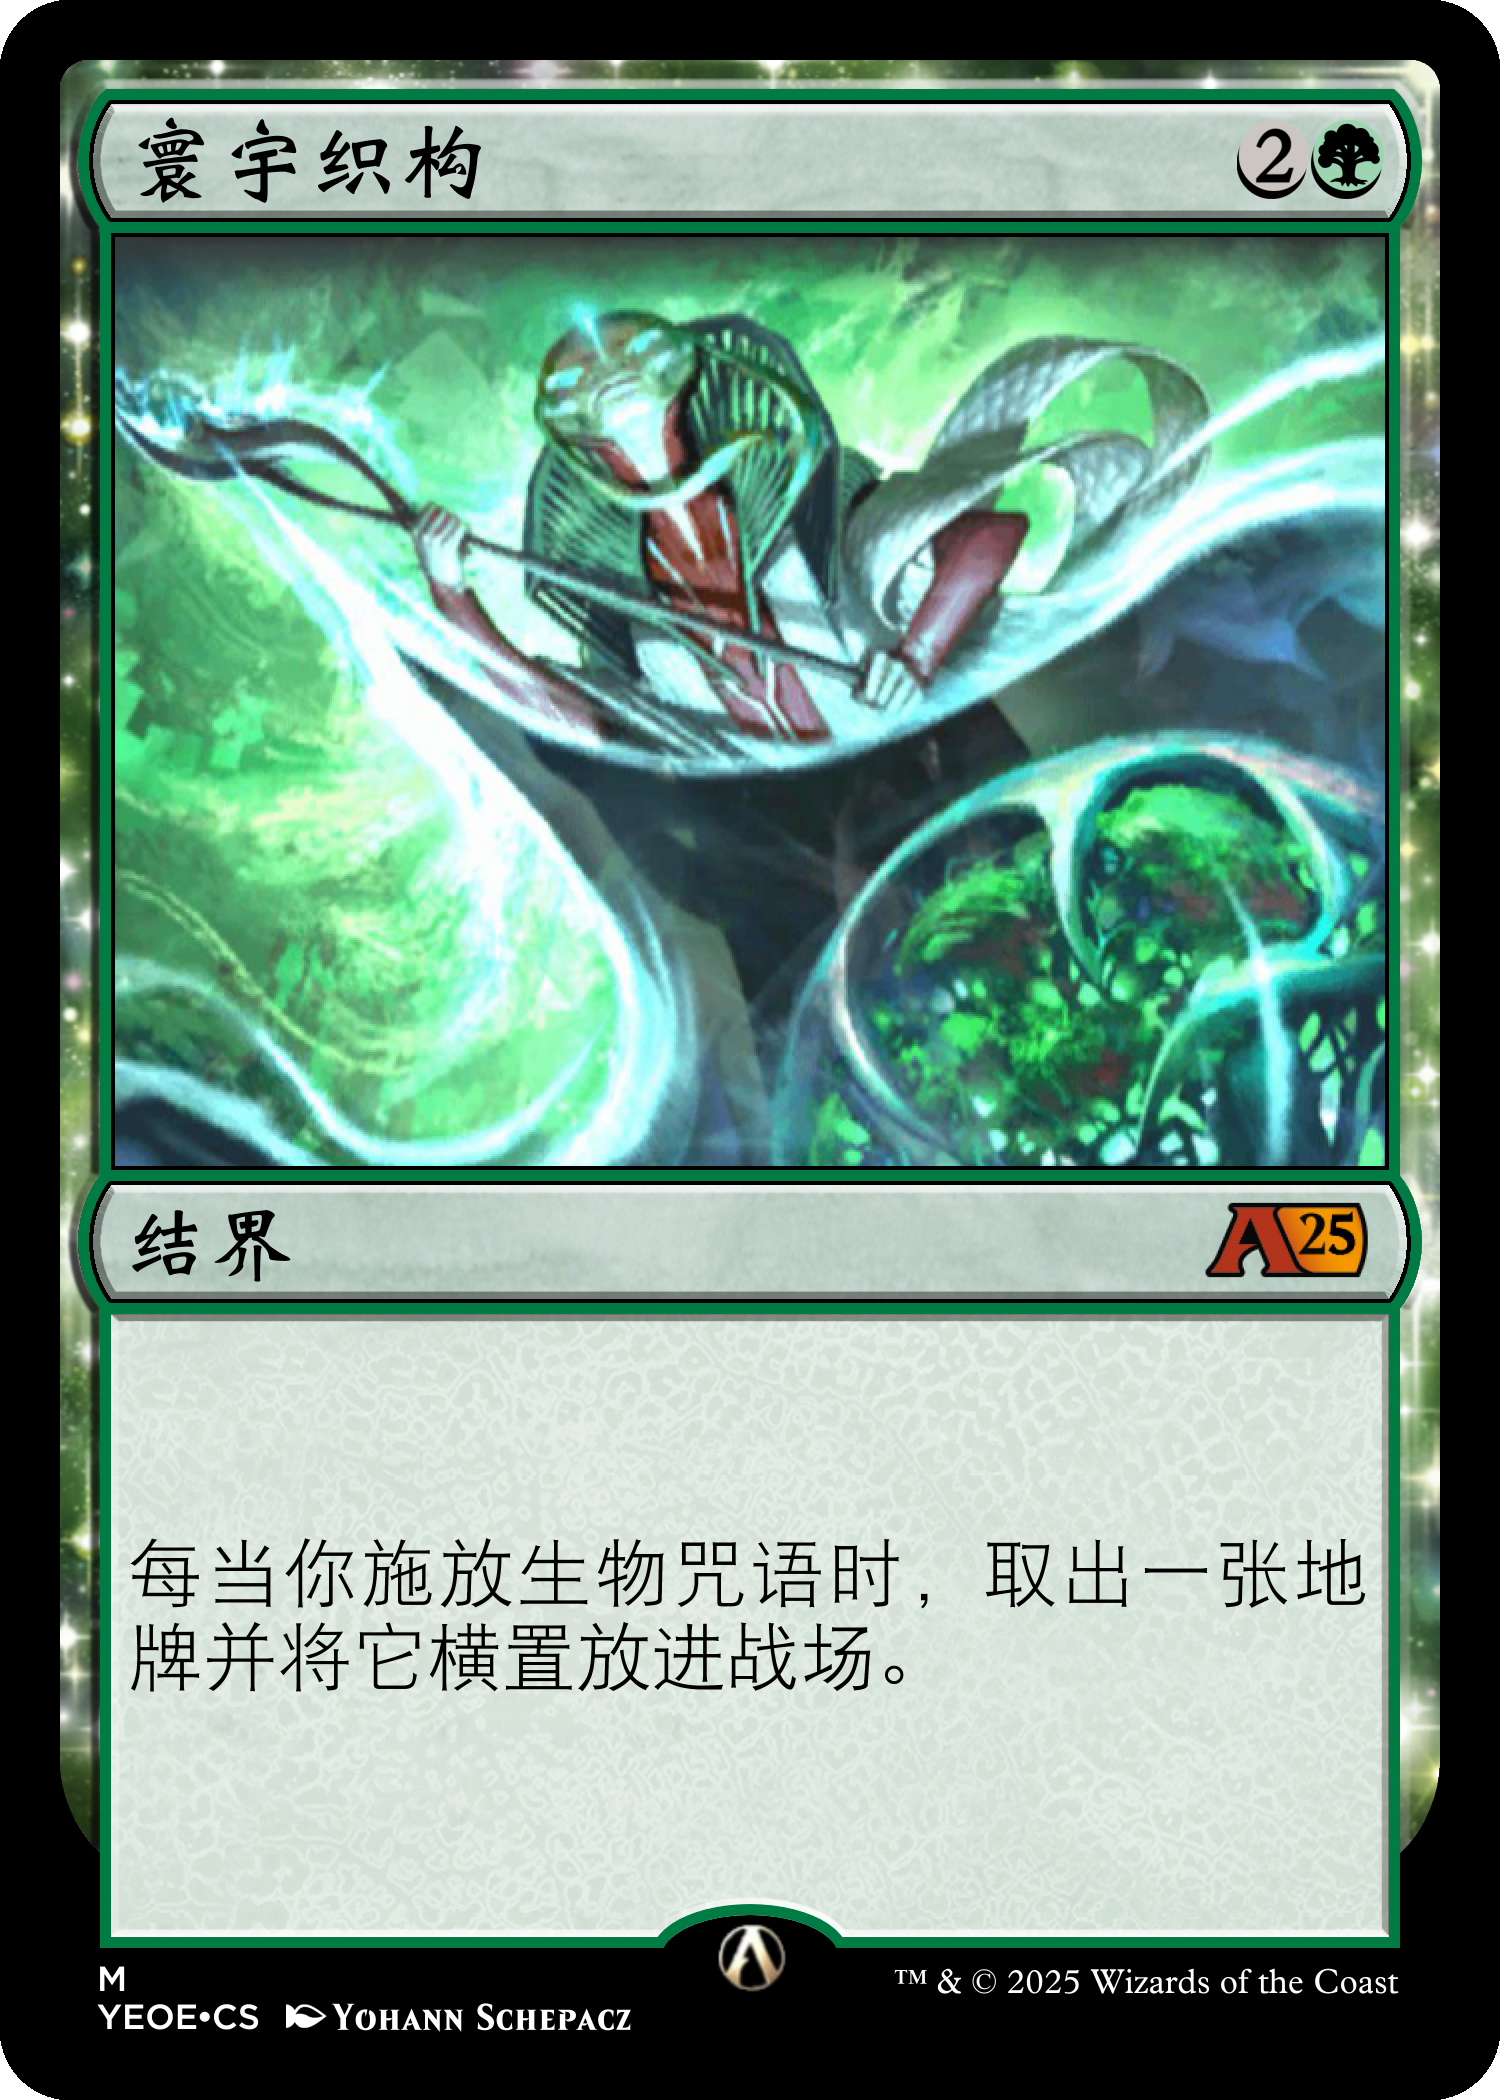 寰宇织构 2
结界 A25
每当你施放生物咒语时，取出一张地
牌并将它横置放进战场。
M
YEOE•CS YOHANN SCHEPACZ
™ & © 2025 Wizards of the Coast